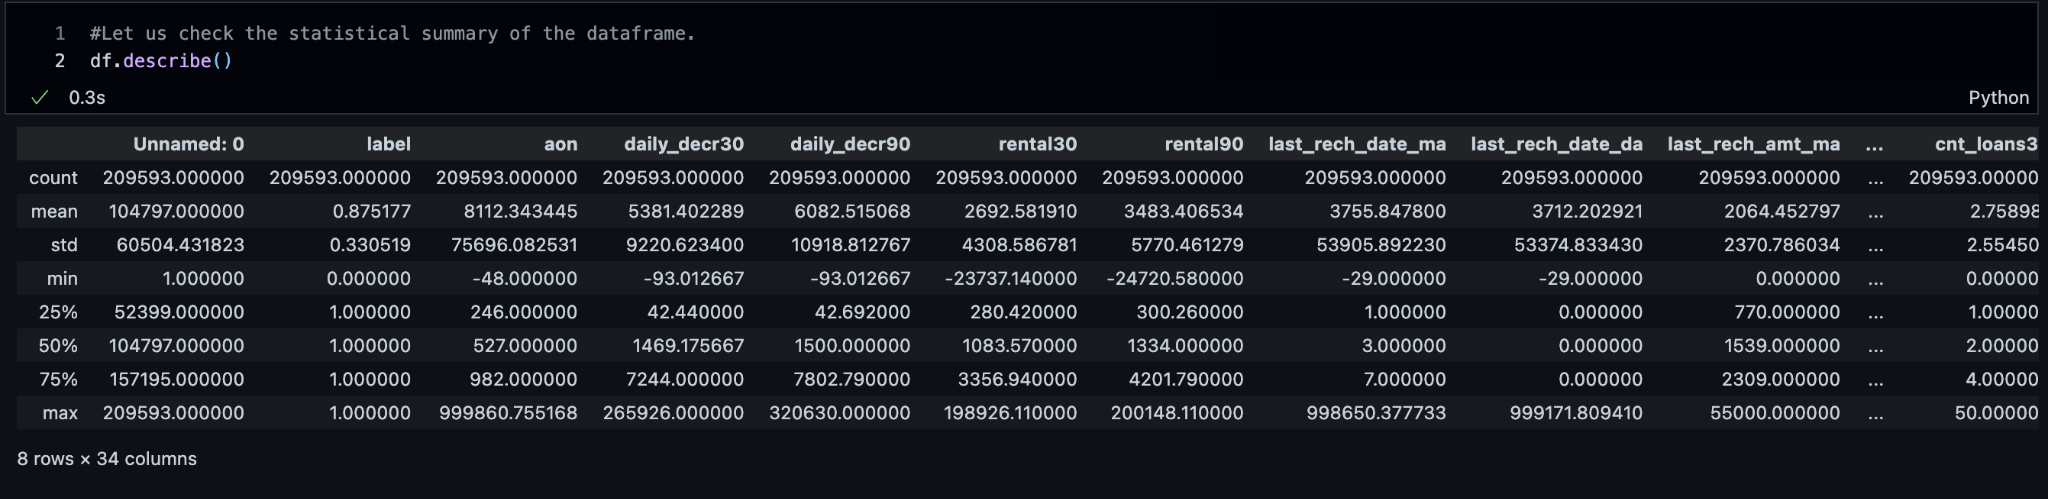 1 #Let us check the statistical summary of the dataframe.
2 df.describe()
0.3s Python
Unnamed: 0 label aon daily_decr30 daily_decr90 rental30 rental90 last_rech_date_ma last_rech_date_da last_rech_amt_ma ... cnt_loans3
count 209593.000000 209593.000000 209593.000000 209593.000000 209593.000000 209593.000000 209593.000000 209593.000000 209593.000000 209593.000000 ... 209593.00000
mean 104797.000000 0.875177 8112.343445 5381.402289 6082.515068 2692.581910 3483.406534 3755.847800 3712.202921 2064.452797 ... 2.75898
std 60504.431823 0.330519 75696.082531 9220.623400 10918.812767 4308.586781 5770.461279 53905.892230 53374.833430 2370.786034 ... 2.55450
min 1.000000 0.000000 -48.000000 -93.012667 -93.012667 -23737.140000 -24720.580000 -29.000000 -29.000000 0.000000 ... 0.00000
25% 52399.000000 1.000000 246.000000 42.440000 42.692000 280.420000 300.260000 1.000000 0.000000 770.000000 ... 1.00000
50% 104797.000000 1.000000 527.000000 1469.175667 1500.000000 1083.570000 1334.000000 3.000000 0.000000 1539.000000 ... 2.00000
75% 157195.000000 1.000000 982.000000 7244.000000 7802.790000 3356.940000 4201.790000 7.000000 0.000000 2309.000000 ... 4.00000
max 209593.000000 1.000000 999860.755168 265926.000000 320630.000000 198926.110000 200148.110000 998650.377733 999171.809410 55000.000000 ... 50.00000
8 rows × 34 columns